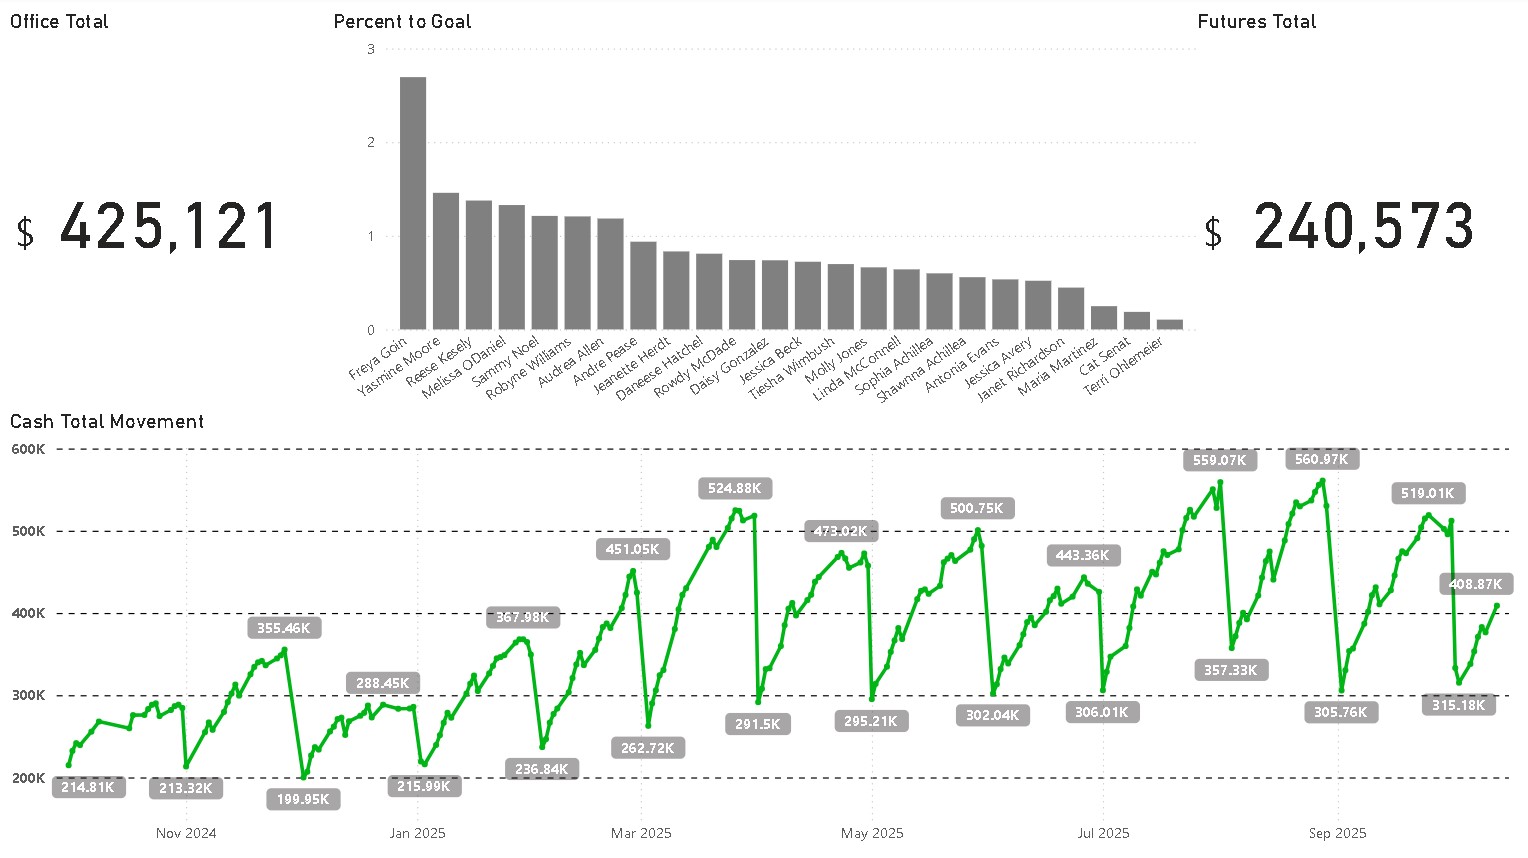 Office Total
Percent to Goal
Futures Total
3
2
1
0
$ 425,121
$ 240,573
Freya Goin
Yasmine Moore
Reese Kesely
Melissa ODaniel
Sammy Noel
Robyne Williams
Audrea Allen
Andre Pease
Jeanette Herdt
Daneese Hatchel
Rowdy McDade
Daisy Gonzalez
Jessica Beck
Tiesha Wimbush
Molly Jones
Linda McConnell
Sophia Achillea
Shawnna Achillea
Antonia Evans
Jessica Avery
Janet Richardson
Maria Martinez
Cat Senat
Terri Ohlemeier
Cash Total Movement
600K
500K
400K
300K
200K
214.81K
213.32K
355.46K
199.95K
288.45K
215.99K
367.98K
236.84K
451.05K
262.72K
524.88K
291.5K
473.02K
295.21K
500.75K
302.04K
443.36K
306.01K
559.07K
357.33K
560.97K
305.76K
519.01K
315.18K
408.87K
Nov 2024
Jan 2025
Mar 2025
May 2025
Jul 2025
Sep 2025